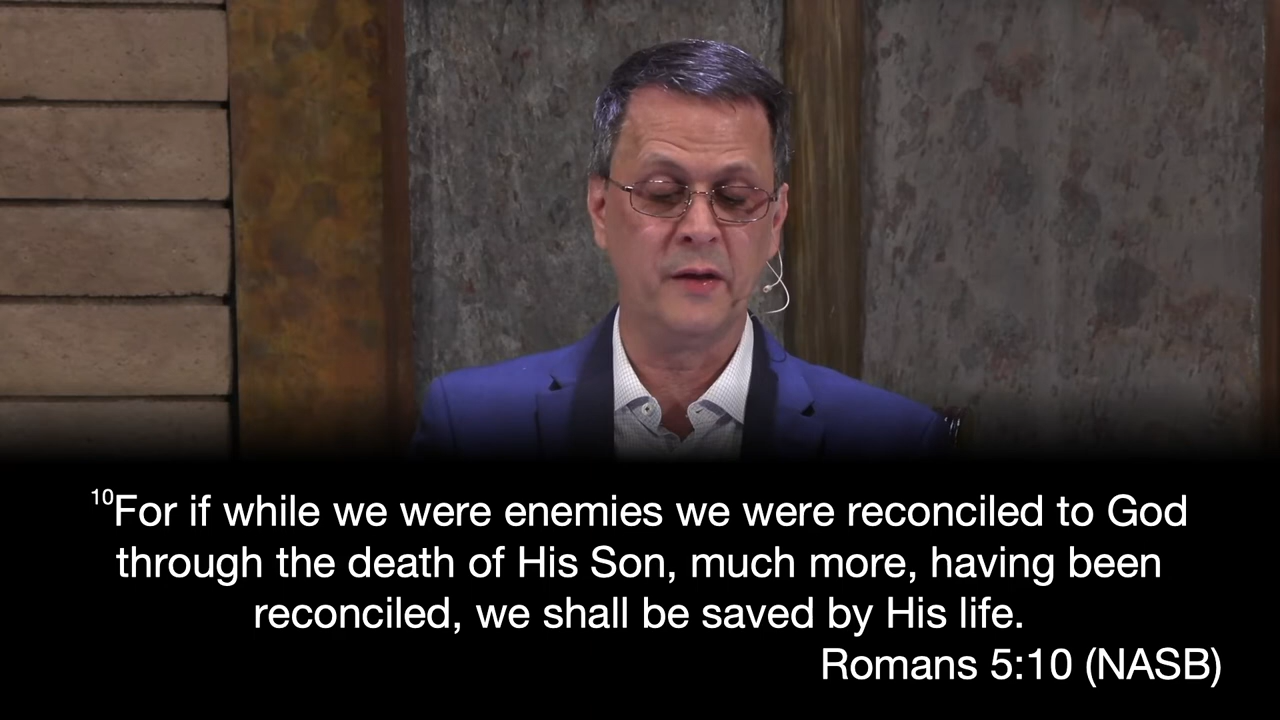 ¹⁰For if while we were enemies we were reconciled to God
through the death of His Son, much more, having been
reconciled, we shall be saved by His life.
Romans 5:10 (NASB)